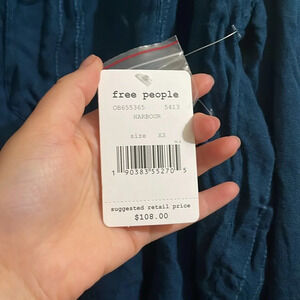 free people
OB655365 5413
HARBOUR
size XS
1 90383 55270 5
suggested retail price
$108.00